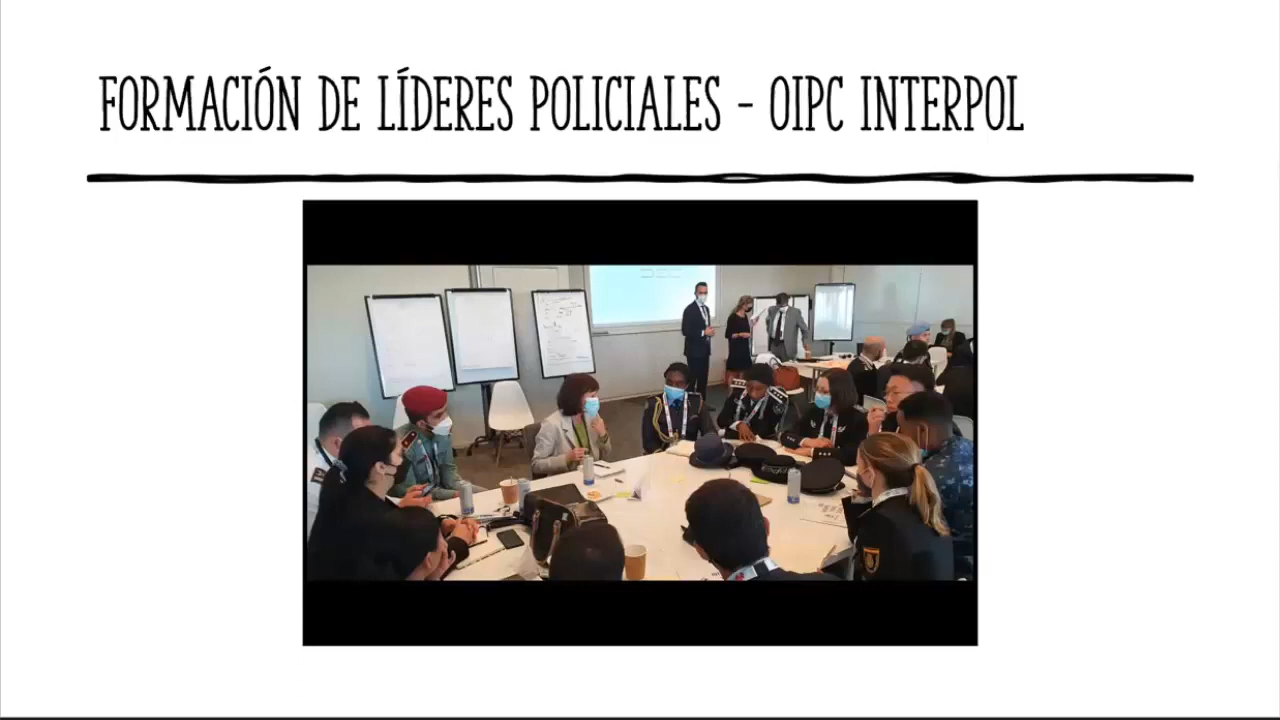 FORMACIÓN DE LÍDERES POLICIALES - OIPC INTERPOL